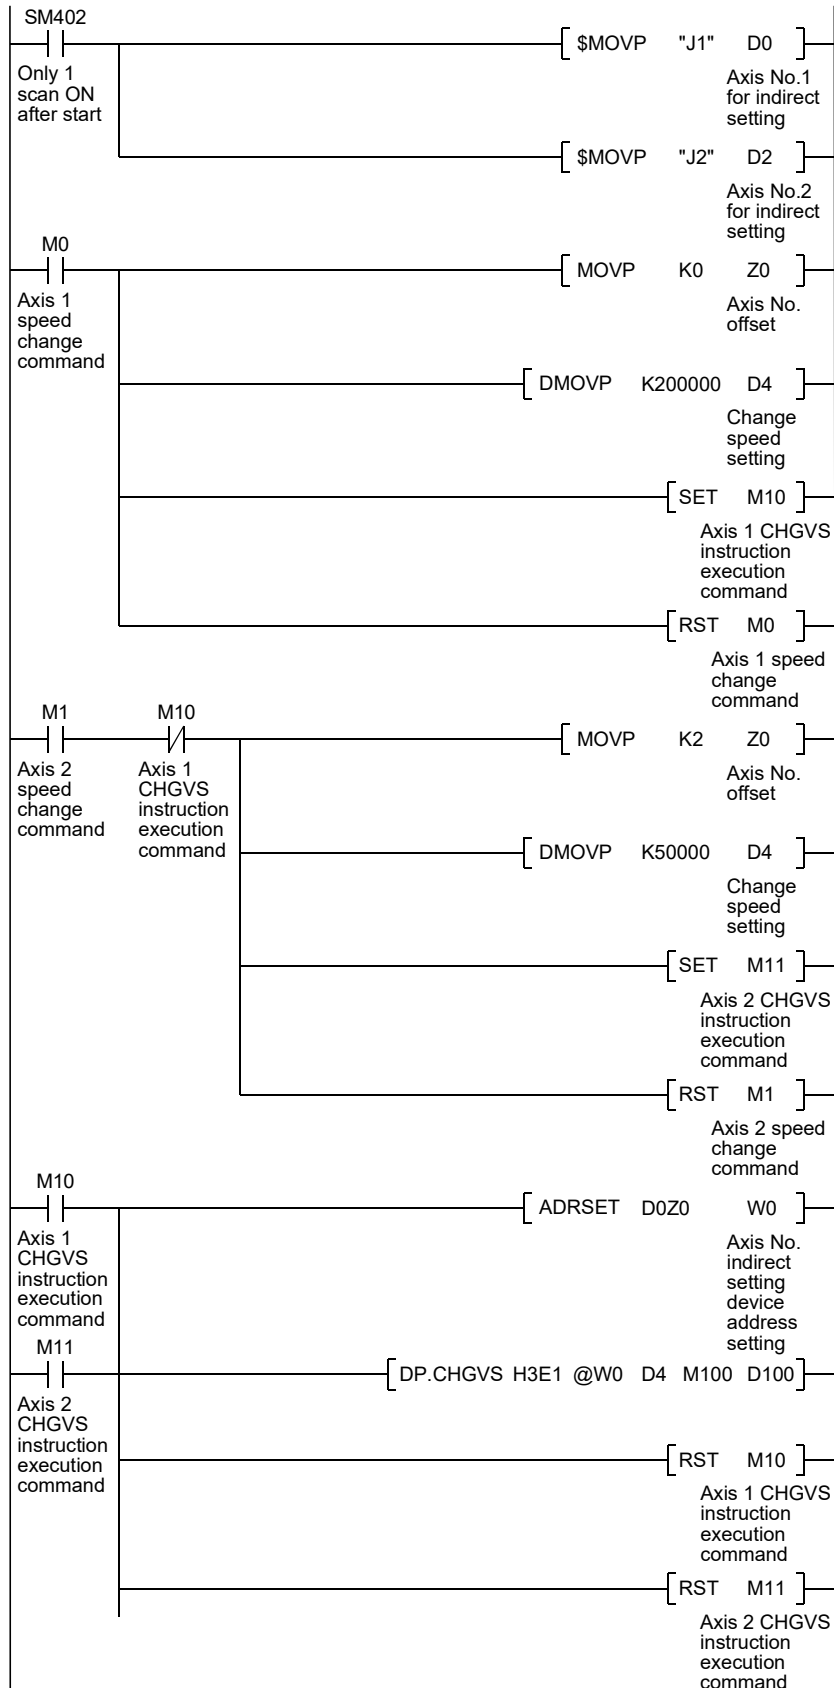 SM402
$MOVP "J1" D0
Only 1
scan ON
after start
Axis No.1
for indirect
setting
$MOVP "J2" D2
Axis No.2
for indirect
setting
M0
MOVP K0 Z0
Axis 1
speed
change
command
Axis No.
offset
DMOVP K200000 D4
Change
speed
setting
SET M10
Axis 1 CHGVS
instruction
execution
command
RST M0
Axis 1 speed
change
command
M1 M10
MOVP K2 Z0
Axis 2
speed
change
command
Axis 1
CHGVS
instruction
execution
command
Axis No.
offset
DMOVP K50000 D4
Change
speed
setting
SET M11
Axis 2 CHGVS
instruction
execution
command
RST M1
Axis 2 speed
change
command
M10
ADRSET D0Z0 W0
Axis 1
CHGVS
instruction
execution
command
Axis No.
indirect
setting
device
address
setting
M11
DP.CHGVS H3E1 @W0 D4 M100 D100
Axis 2
CHGVS
instruction
execution
command
RST M10
Axis 1 CHGVS
instruction
execution
command
RST M11
Axis 2 CHGVS
instruction
execution
command